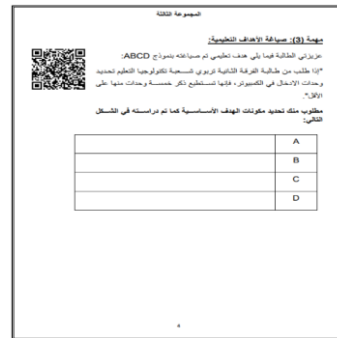 المجموعة الثالثة
مهمة (3): صياغة الأهداف التعليمية:
عزيزتي الطالبة فيما يلي هدف تعليمي تم صياغته بنموذج ABCD:
"إذا طلب من طالبة الفرقة الثانية تربوي شعبة تكنولوجيا التعليم تحديد
وحدات الادخال في الكمبيوتر، فإنها تستطيع ذكر خمسة وحدات منها على
الأقل".
مطلوب منك تحديد مكونات الهدف الأساسية كما تم دراسته في الشكل
التالي:
A
B
C
D
4